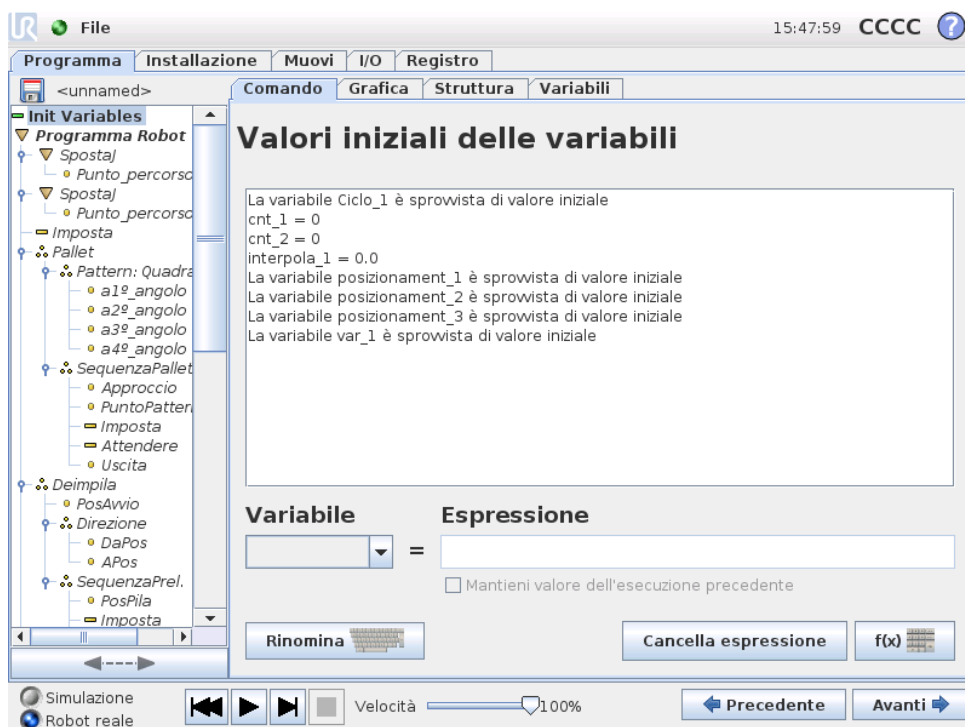 UR File 15:47:59 CCCC ?
Programma Installazione Muovi I/O Registro
<unnamed> Comando Grafica Struttura Variabili
Init Variables
Programma Robot
SpostaJ
Punto_percorso
SpostaJ
Punto_percorso
Imposta
Pallet
Pattern: Quadra
a1º_angolo
a2º_angolo
a3º_angolo
a4º_angolo
SequenzaPallet
Approccio
PuntoPatter
Imposta
Attendere
Uscita
Deimpila
PosAvvio
Direzione
DaPos
APos
SequenzaPrel.
PosPila
Imposta
Valori iniziali delle variabili
La variabile Ciclo_1 è sprovvista di valore iniziale
cnt_1 = 0
cnt_2 = 0
interpola_1 = 0.0
La variabile posizionament_1 è sprovvista di valore iniziale
La variabile posizionament_2 è sprovvista di valore iniziale
La variabile posizionament_3 è sprovvista di valore iniziale
La variabile var_1 è sprovvista di valore iniziale
Variabile Espressione
=
Mantieni valore dell'esecuzione precedente
Rinomina Cancella espressione f(x)
Simulazione
Robot reale
Velocità 100%
Precedente Avanti